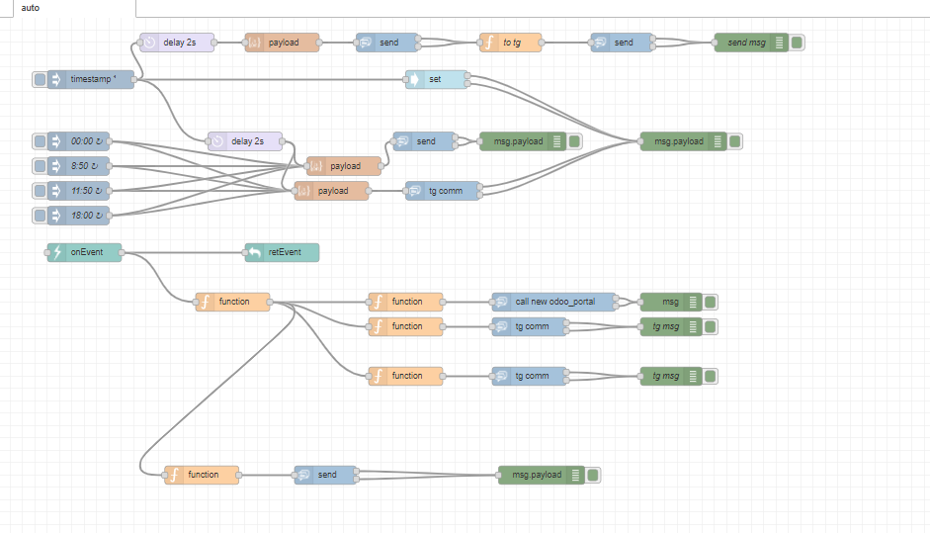 auto
delay 2s payload send to tg send send msg
timestamp * set
00:00 ↻ delay 2s send msg.payload msg.payload
8:50 ↻ payload
11:50 ↻ payload tg comm
18:00 ↻
onEvent retEvent
function function call new odoo_portal msg
function tg comm tg msg
function tg comm tg msg
function send msg.payload